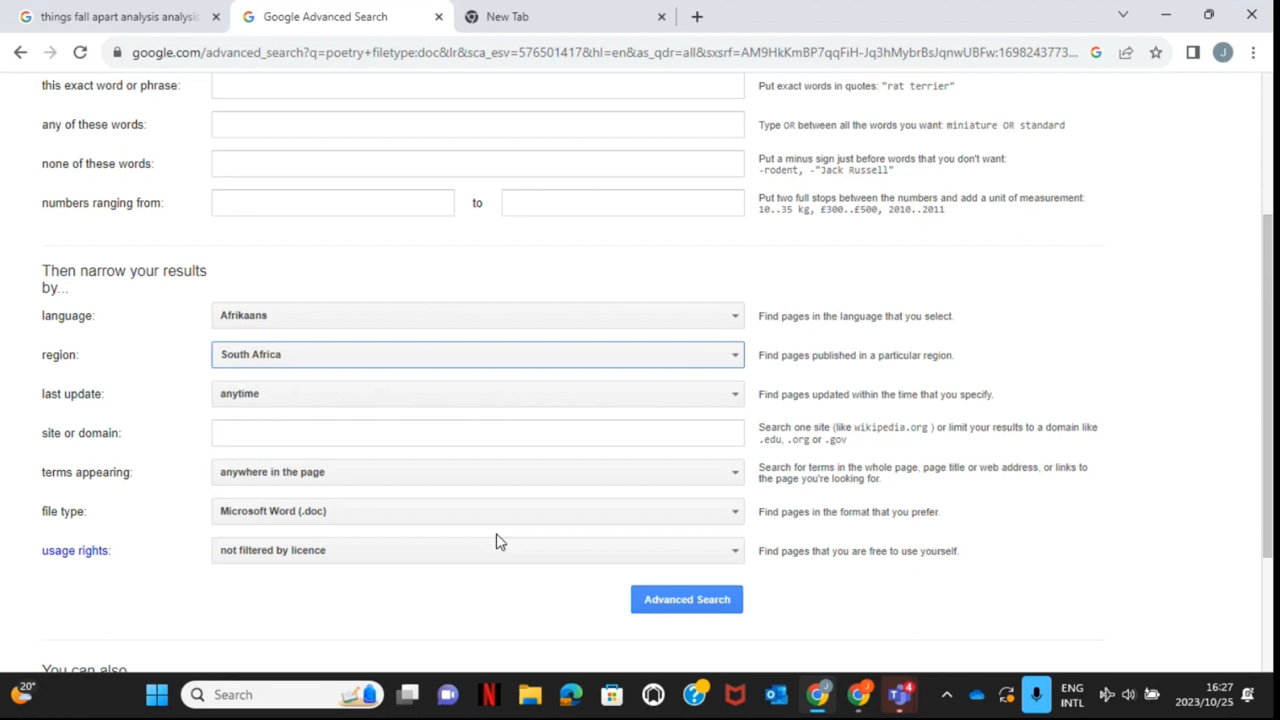 things fall apart analysis analysis
Google Advanced Search
New Tab
google.com/advanced_search?q=poetry+filetype:doc&lr&sca_esv=576501417&hl=en&as_qdr=all&sxsrf=AM9HkKmBP7qqFiH-Jq3hMybrBsJqnwUBFw:1698243773...
this exact word or phrase:
Put exact words in quotes: "rat terrier"
any of these words:
Type OR between all the words you want: miniature OR standard
none of these words:
Put a minus sign just before words that you don't want:
-rodent, -"Jack Russell"
numbers ranging from:
to
Put two full stops between the numbers and add a unit of measurement:
10..35 kg, £300..£500, 2010..2011
Then narrow your results
by...
language:
Afrikaans
Find pages in the language that you select.
region:
South Africa
Find pages published in a particular region.
last update:
anytime
Find pages updated within the time that you specify.
site or domain:
Search one site (like wikipedia.org ) or limit your results to a domain like
.edu, .org or .gov
terms appearing:
anywhere in the page
Search for terms in the whole page, page title or web address, or links to
the page you're looking for.
file type:
Microsoft Word (.doc)
Find pages in the format that you prefer.
usage rights:
not filtered by licence
Find pages that you are free to use yourself.
Advanced Search
You can also
20°
Search
ENG
INTL
16:27
2023/10/25